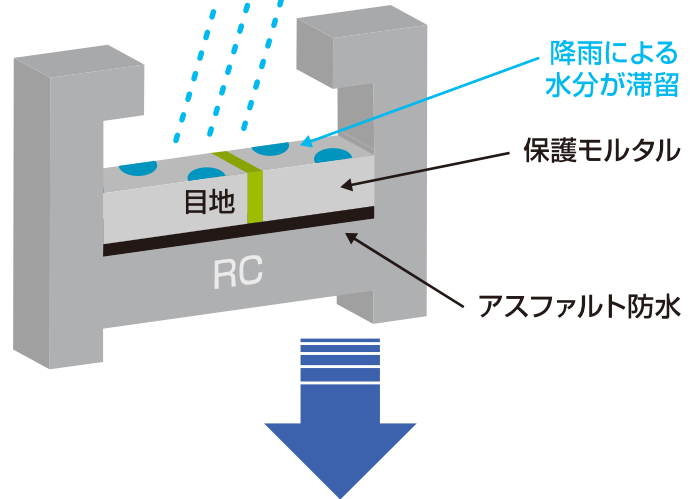 降雨による
水分が滞留
保護モルタル
目地
RC
アスファルト防水